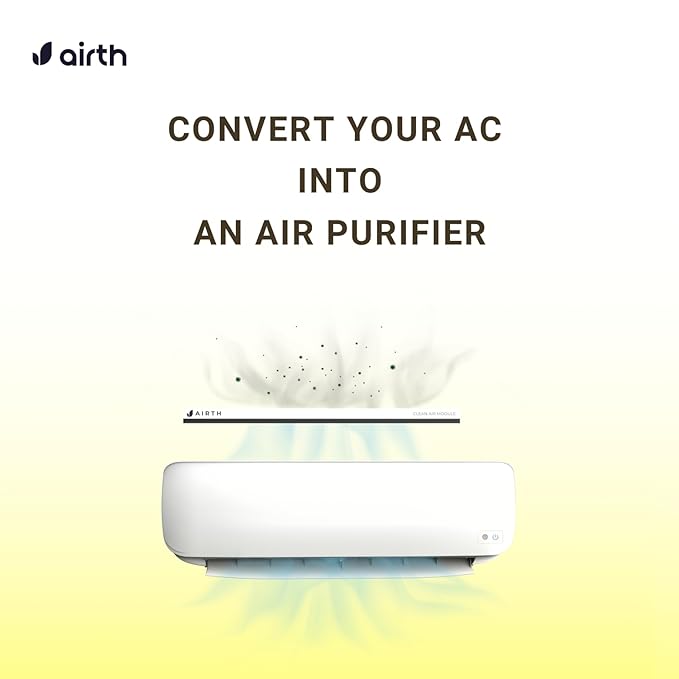 airth
CONVERT YOUR AC
INTO
AN AIR PURIFIER
AIRTH
CLEAN AIR MODULE